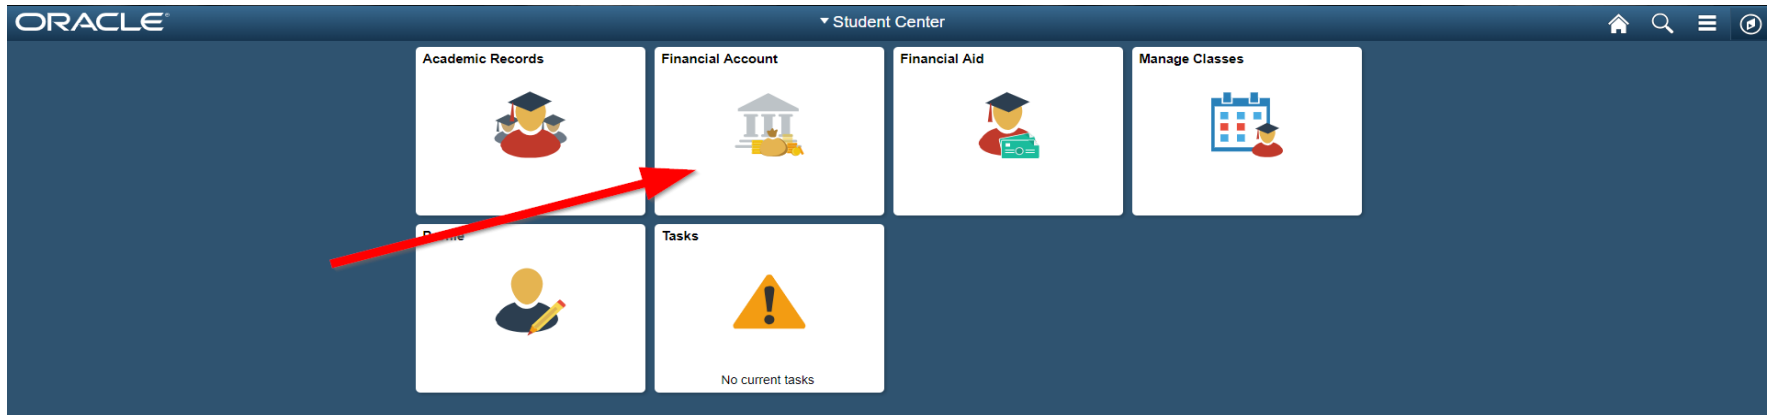 ORACLE
Student Center
Academic Records
Financial Account
Financial Aid
Manage Classes
Tasks
No current tasks